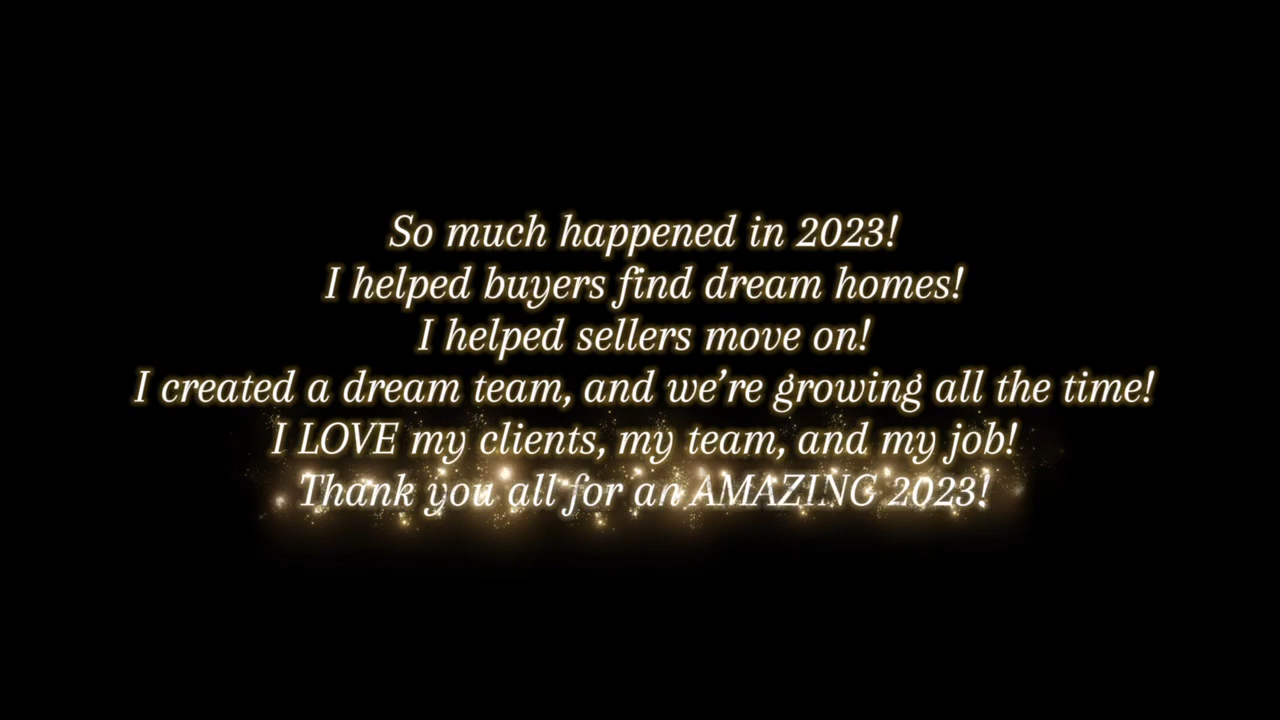 So much happened in 2023!
I helped buyers find dream homes!
I helped sellers move on!
I created a dream team, and we’re growing all the time!
I LOVE my clients, my team, and my job!
Thank you all for an AMAZING 2023!